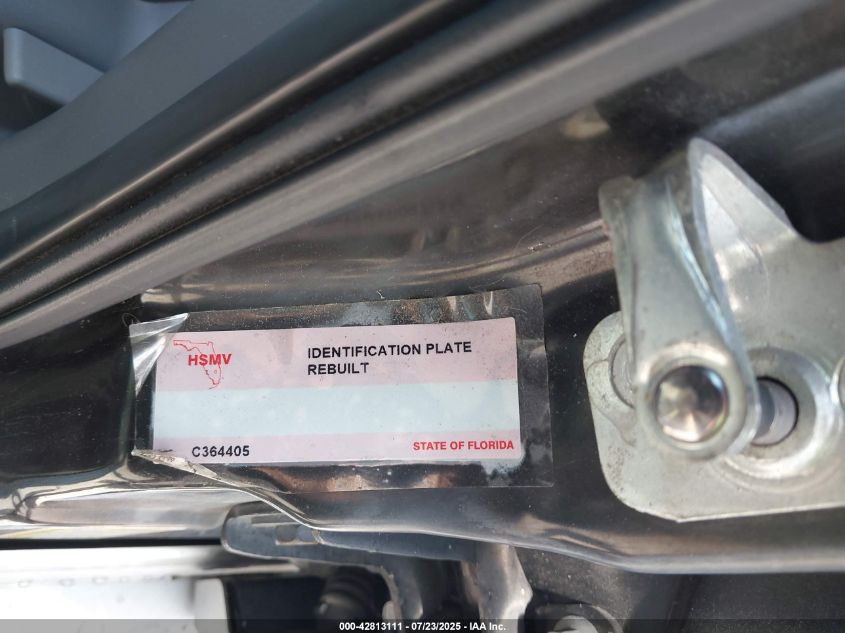 HSMV
IDENTIFICATION PLATE
REBUILT
C364405
STATE OF FLORIDA
000-42813111 - 07/23/2025 - IAA Inc.